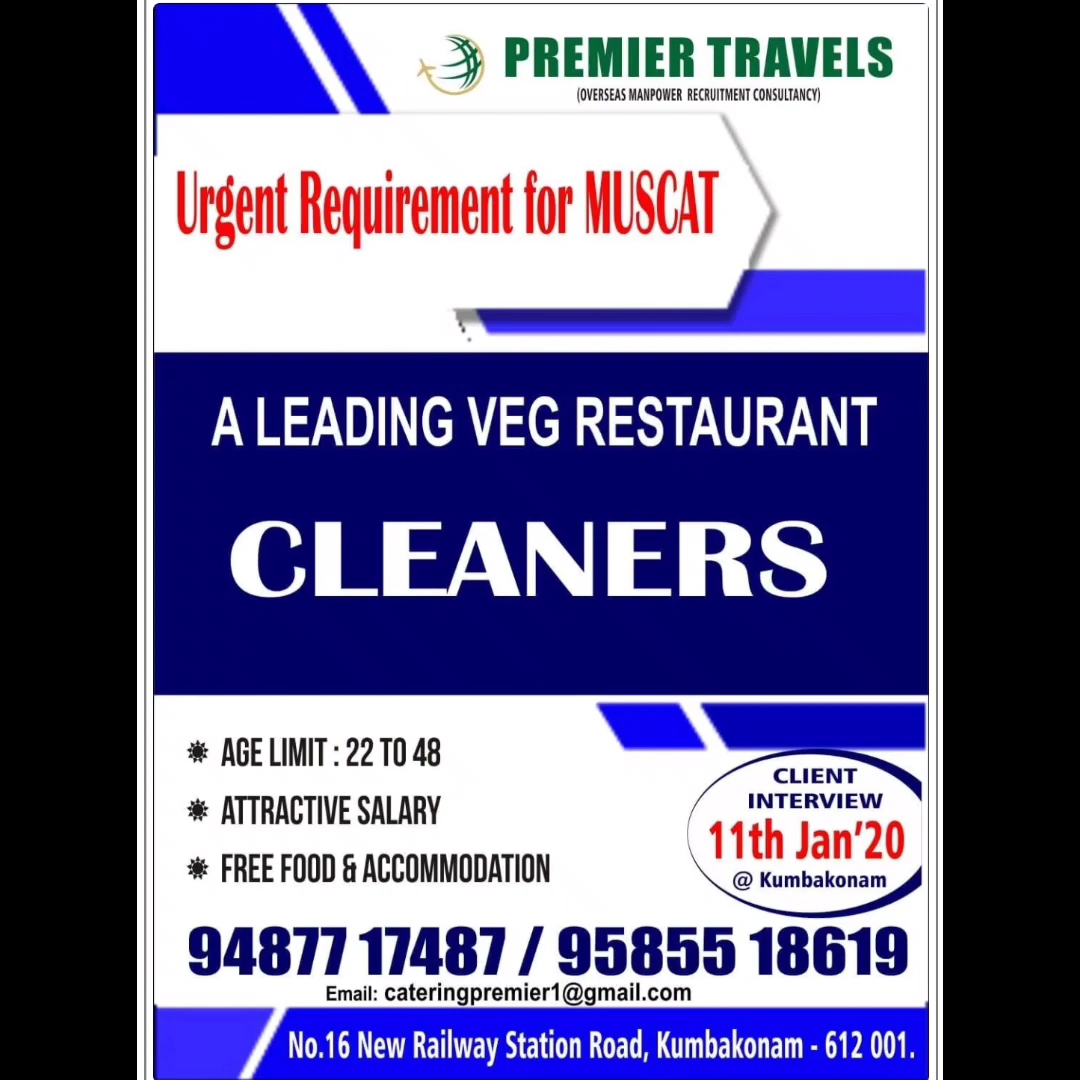 PREMIER TRAVELS
(OVERSEAS MANPOWER RECRUITMENT CONSULTANCY)
Urgent Requirement for MUSCAT
A LEADING VEG RESTAURANT
CLEANERS
AGE LIMIT : 22 TO 48
ATTRACTIVE SALARY
FREE FOOD & ACCOMMODATION
CLIENT
INTERVIEW
11th Jan'20
@ Kumbakonam
94877 17487 / 95855 18619
Email: cateringpremier1@gmail.com
No.16 New Railway Station Road, Kumbakonam - 612 001.